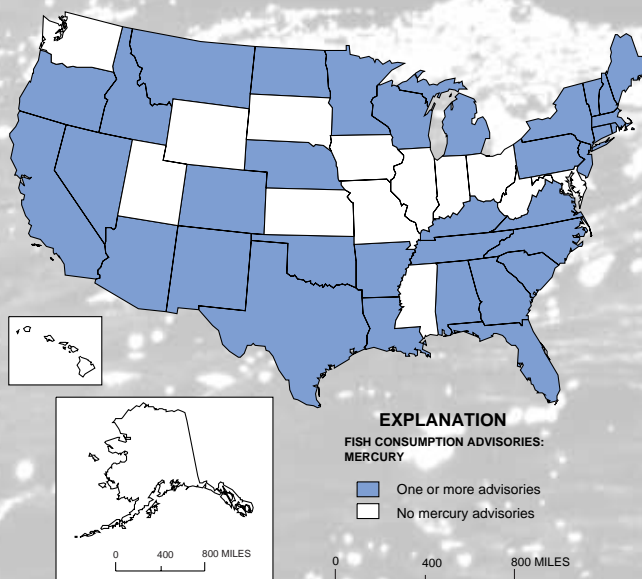 EXPLANATION
FISH CONSUMPTION ADVISORIES:
MERCURY
One or more advisories
No mercury advisories
0 400 800 MILES
0 400 800 MILES